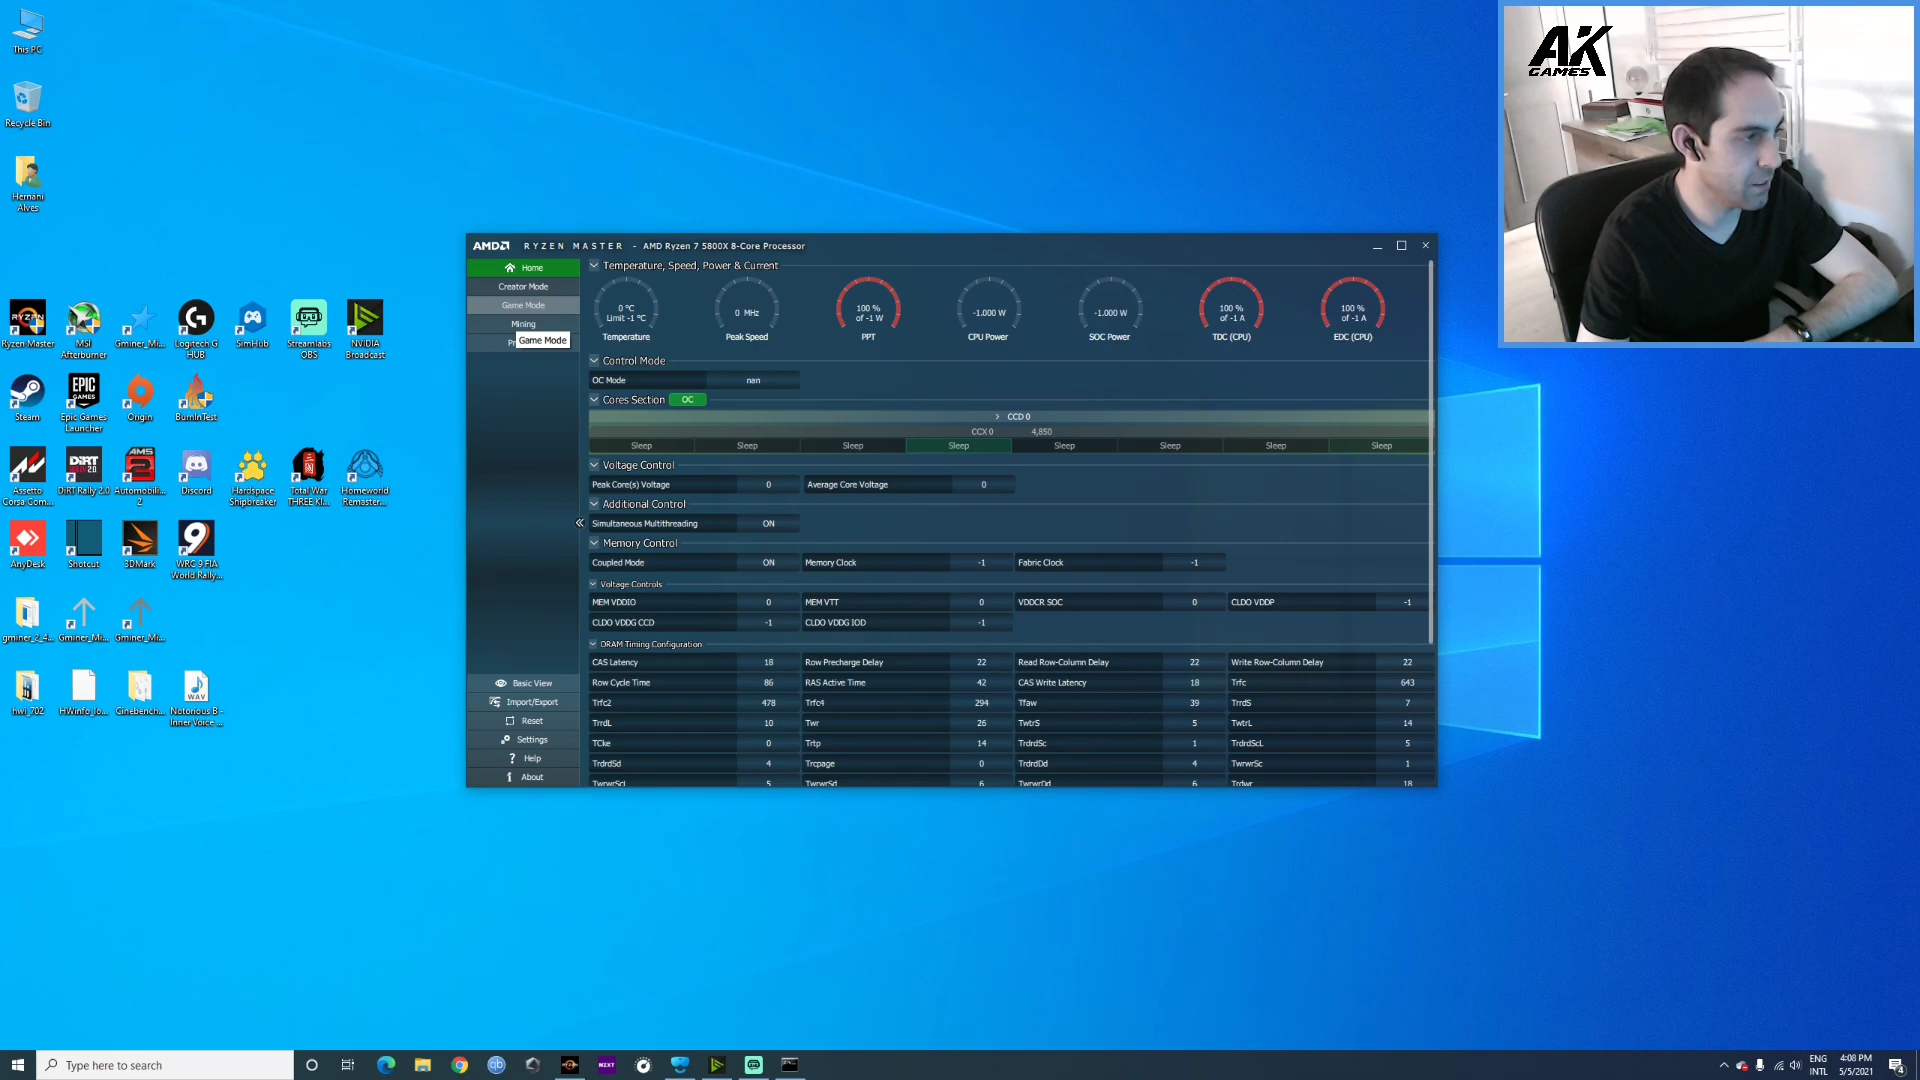 This PC
Recycle Bin
Hernâni
Alves
Ryzen Master
MSI
Afterburner
Gminer_Mi...
Logitech G
HUB
SimHub
Streamlabs
OBS
NVIDIA
Broadcast
Steam
Epic Games
Launcher
Origin
BurnInTest
Assetto
Corsa Com...
DiRT Rally 2.0
Automobili...
2
Discord
Hardspace
Shipbreaker
Total War
THREE KI...
Homeworld
Remaster...
AnyDesk
Shotcut
3DMark
WRC 9 FIA
World Rally...
gminer_2_4...
Gminer_Mi...
Gminer_Mi...
hwi_702
HWinfo_lo...
Cinebench...
Notorious B -
Inner Voice ...
AK
GAMES
AMD RYZEN MASTER - AMD Ryzen 7 5800X 8-Core Processor
Home
Creator Mode
Game Mode
Mining
Pr
Game Mode
Basic View
Import/Export
Reset
Settings
Help
About
Temperature, Speed, Power & Current
0 °C
Limit -1 °C
Temperature
0 MHz
Peak Speed
100 %
of -1 W
PPT
-1.000 W
CPU Power
-1.000 W
SOC Power
100 %
of -1 A
TDC (CPU)
100 %
of -1 A
EDC (CPU)
Control Mode
OC Mode nan
Cores Section OC
CCD 0
CCX 0 4,850
Sleep Sleep Sleep Sleep Sleep Sleep Sleep Sleep
Voltage Control
Peak Core(s) Voltage 0 Average Core Voltage 0
Additional Control
Simultaneous Multithreading ON
Memory Control
Coupled Mode ON Memory Clock -1 Fabric Clock -1
Voltage Controls
MEM VDDIO 0 MEM VTT 0 VDDCR SOC 0 CLDO VDDP -1
CLDO VDDG CCD -1 CLDO VDDG IOD -1
DRAM Timing Configuration
CAS Latency 18 Row Precharge Delay 22 Read Row-Column Delay 22 Write Row-Column Delay 22
Row Cycle Time 86 RAS Active Time 42 CAS Write Latency 18 Trfc 643
Trfc2 478 Trfc4 294 Tfaw 39 TrrdS 7
TrrdL 10 Twr 26 TwtrS 5 TwtrL 14
TCke 0 Trtp 14 TrdrdSc 1 TrdrdScL 5
TrdrdSd 4 Trcpage 0 TrdrdDd 4 TwrwrSc 1
TwrwrScL 5 TwrwrSd 6 TwrwrDd 6 Trdwr 18
Type here to search
NZXT
ENG
INTL
4:08 PM
5/5/2021
4